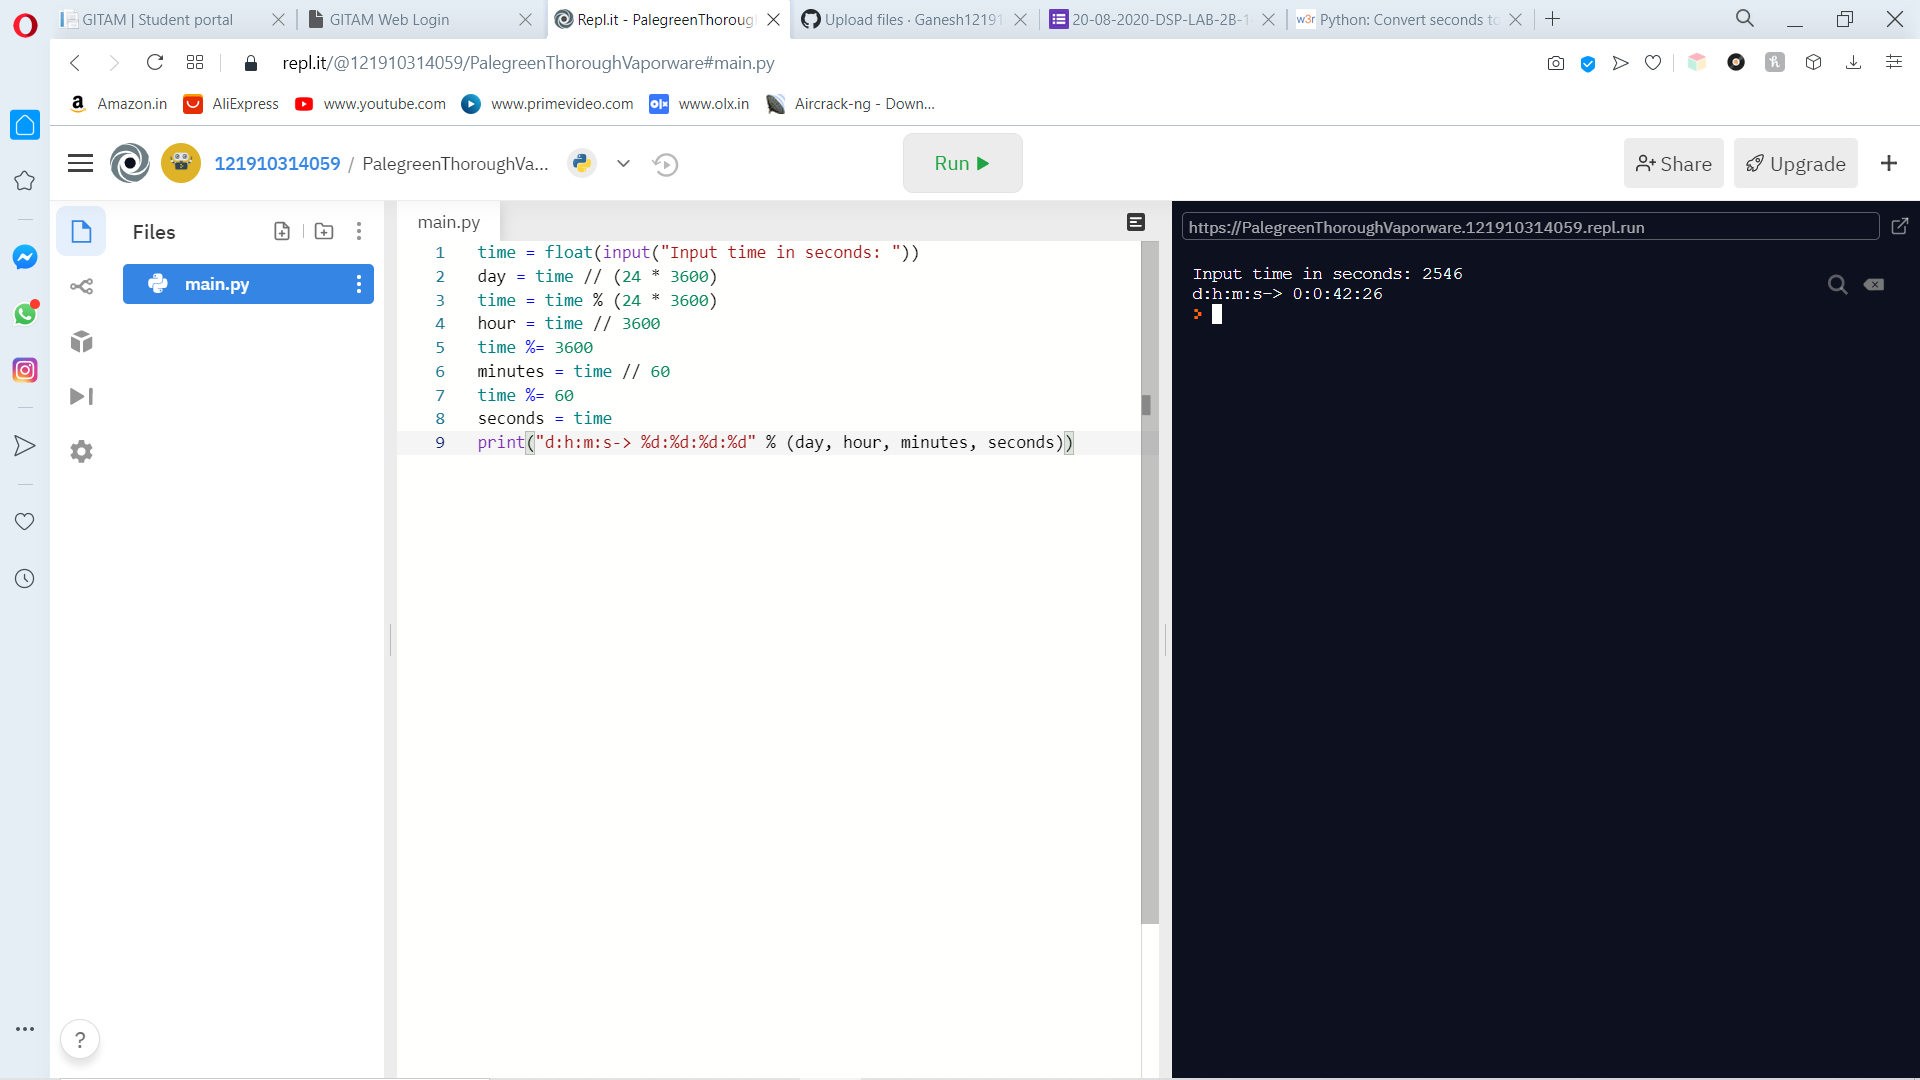 GITAM | Student portal
GITAM Web Login
Repl.it - PalegreenThoroug
Upload files · Ganesh12191
20-08-2020-DSP-LAB-2B-1
w3r Python: Convert seconds to
repl.it/@121910314059/PalegreenThoroughVaporware#main.py
Amazon.in
AliExpress
www.youtube.com
www.primevideo.com
olx www.olx.in
Aircrack-ng - Down...
121910314059 / PalegreenThoroughVa...
Run
Share
Upgrade
Files
main.py
main.py
1 time = float(input("Input time in seconds: "))
2 day = time // (24 * 3600)
3 time = time % (24 * 3600)
4 hour = time // 3600
5 time %= 3600
6 minutes = time // 60
7 time %= 60
8 seconds = time
9 print("d:h:m:s-> %d:%d:%d:%d" % (day, hour, minutes, seconds))
https://PalegreenThoroughVaporware.121910314059.repl.run
Input time in seconds: 2546
d:h:m:s-> 0:0:42:26
>
?